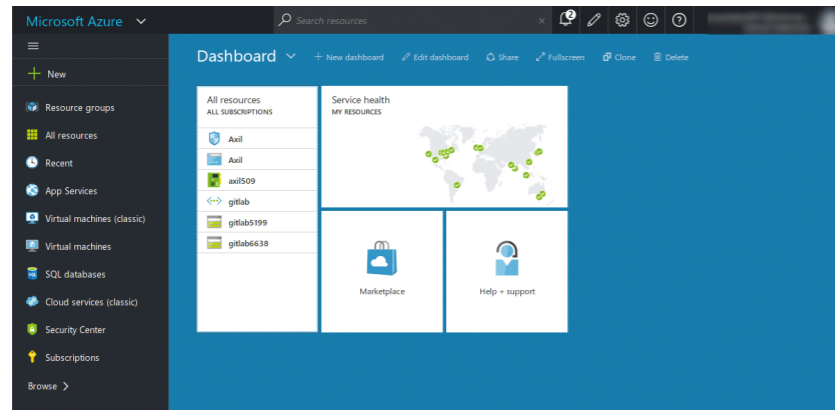 Microsoft Azure
Search resources
×
2
New
Resource groups
All resources
Recent
App Services
Virtual machines (classic)
Virtual machines
SQL databases
Cloud services (classic)
Security Center
Subscriptions
Browse >
Dashboard
+ New dashboard
Edit dashboard
Share
Fullscreen
Clone
Delete
All resources
ALL SUBSCRIPTIONS
Axil
Axil
axil509
gitlab
gitlab5199
gitlab6638
Service health
MY RESOURCES
Marketplace
Help + support